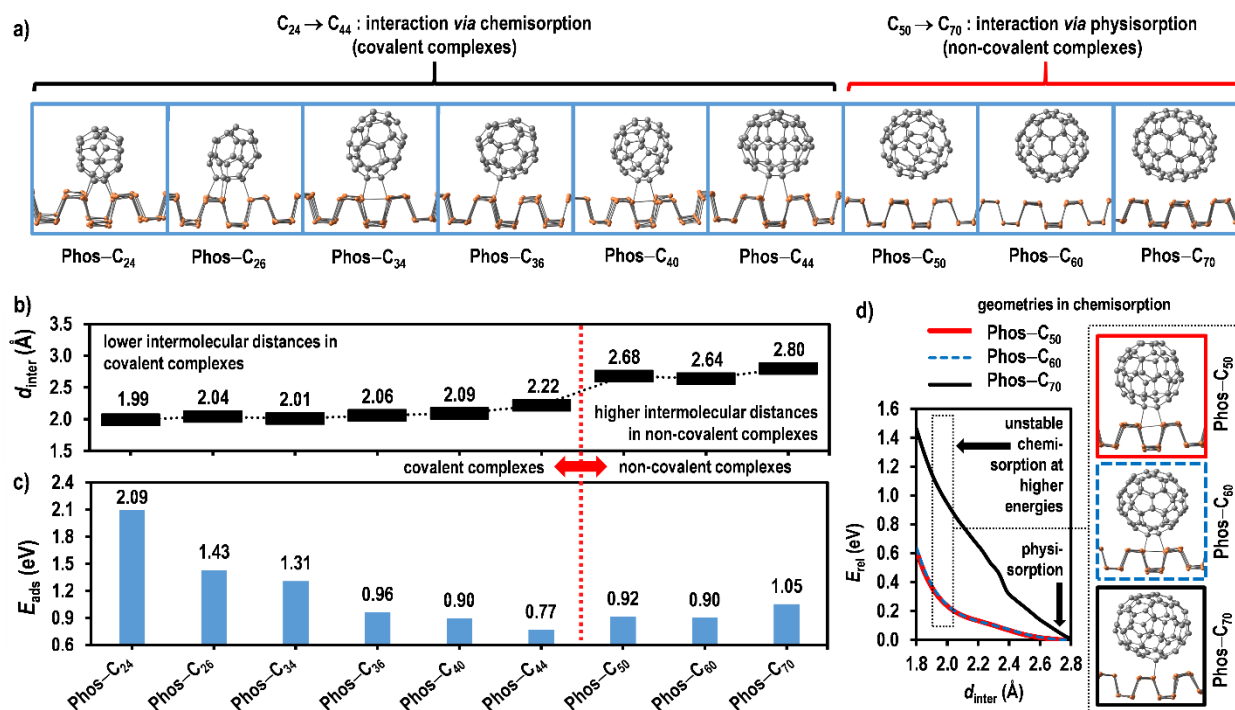 a)
C24 → C44 : interaction via chemisorption
(covalent complexes)
C50 → C70 : interaction via physisorption
(non-covalent complexes)
Phos–C24
Phos–C26
Phos–C34
Phos–C36
Phos–C40
Phos–C44
Phos–C50
Phos–C60
Phos–C70
b)
dinter (Å)
3.5
3.0
2.5
2.0
1.5
lower intermolecular distances in
covalent complexes
1.99
2.04
2.01
2.06
2.09
2.22
2.68
2.64
2.80
higher intermolecular distances
in non-covalent complexes
covalent complexes
non-covalent complexes
c)
Eads (eV)
2.1
1.8
1.5
1.2
0.9
0.6
2.09
1.43
1.31
0.96
0.90
0.77
0.92
0.90
1.05
Phos–C24
Phos–C26
Phos–C34
Phos–C36
Phos–C40
Phos–C44
Phos–C50
Phos–C60
Phos–C70
d)
geometries in chemisorption
Phos–C50
Phos–C60
Phos–C70
Erel (eV)
1.6
1.4
1.2
1.0
0.8
0.6
0.4
0.2
0.0
unstable
chemi-
sorption at
higher
energies
physi-
sorption
1.8
2.0
2.2
2.4
2.6
2.8
dinter (Å)
Phos–C50
Phos–C60
Phos–C70